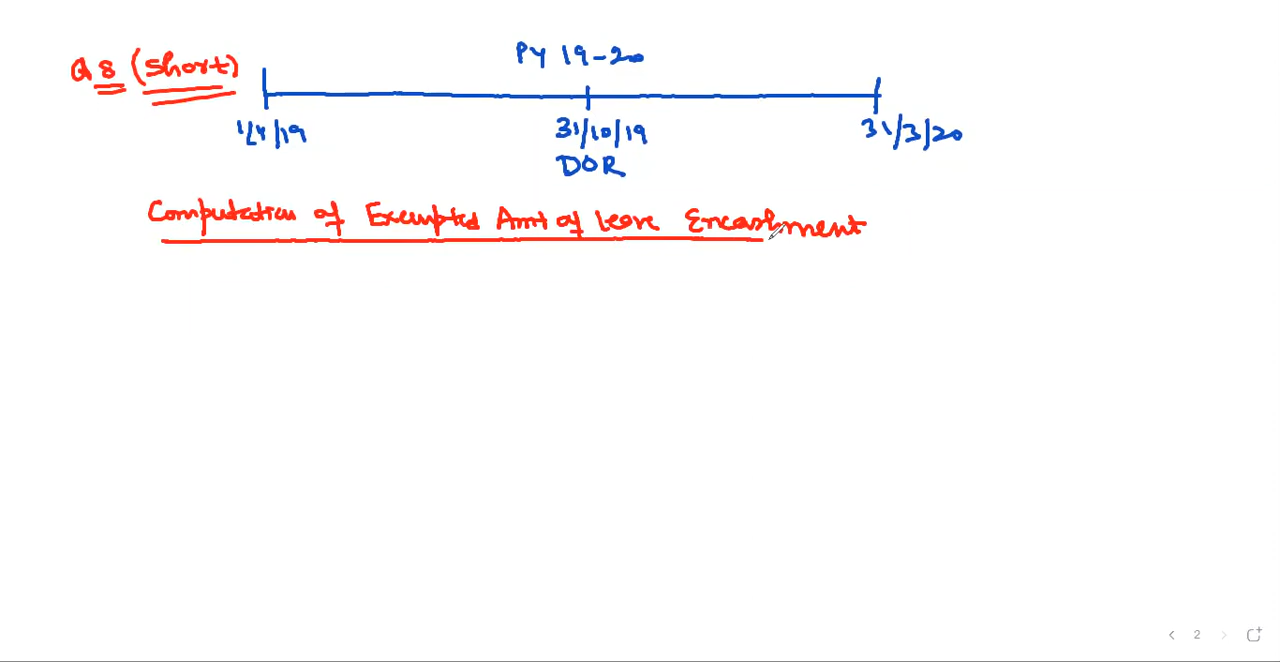 Q 8 (Short)
PY 19-20
1/4/19
31/10/19
31/3/20
DOR
Computation of Exempted Amt of Leave Encashment
2